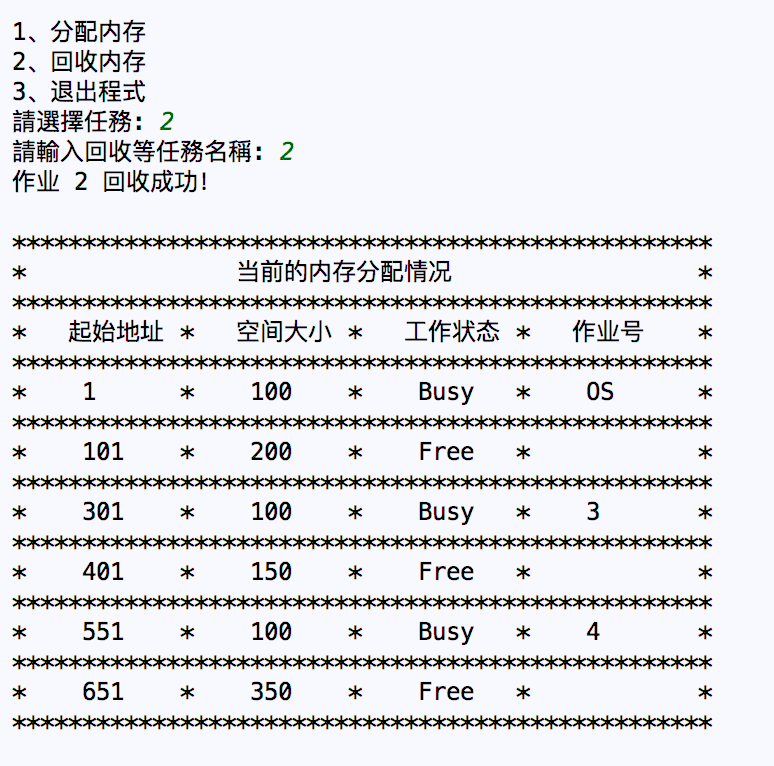 1、分配内存
2、回收内存
3、退出程式
請選擇任務: 2
請輸入回收等任務名稱: 2
作业 2 回收成功!
**************************************************
* 当前的内存分配情况 *
**************************************************
* 起始地址 * 空间大小 * 工作状态 * 作业号 *
**************************************************
* 1 * 100 * Busy * OS *
**************************************************
* 101 * 200 * Free * *
**************************************************
* 301 * 100 * Busy * 3 *
**************************************************
* 401 * 150 * Free * *
**************************************************
* 551 * 100 * Busy * 4 *
**************************************************
* 651 * 350 * Free * *
**************************************************